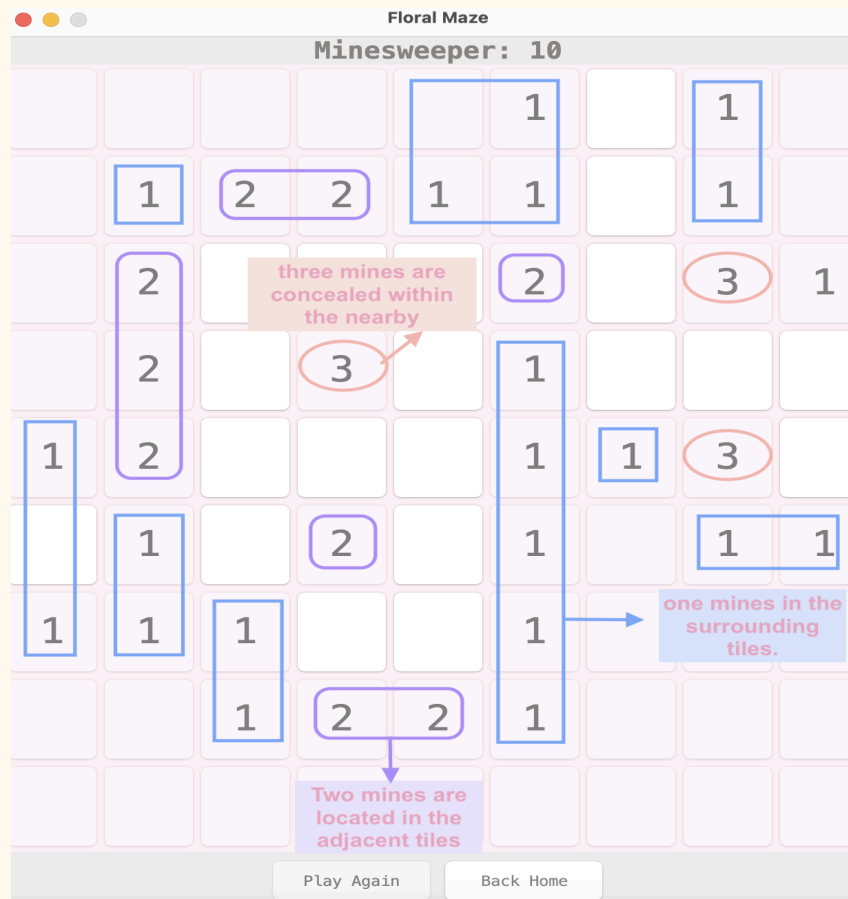 Floral Maze
Minesweeper: 10
1 1
1 2 2 1 1 1
2 three mines are 2 3 1
concealed within
the nearby
2 3 1
1 2 1 1 3
1 2 1 1 1
1 1 1 1 one mines in the
surrounding
tiles.
1 2 2 1
Two mines are
located in the
adjacent tiles
Play Again Back Home